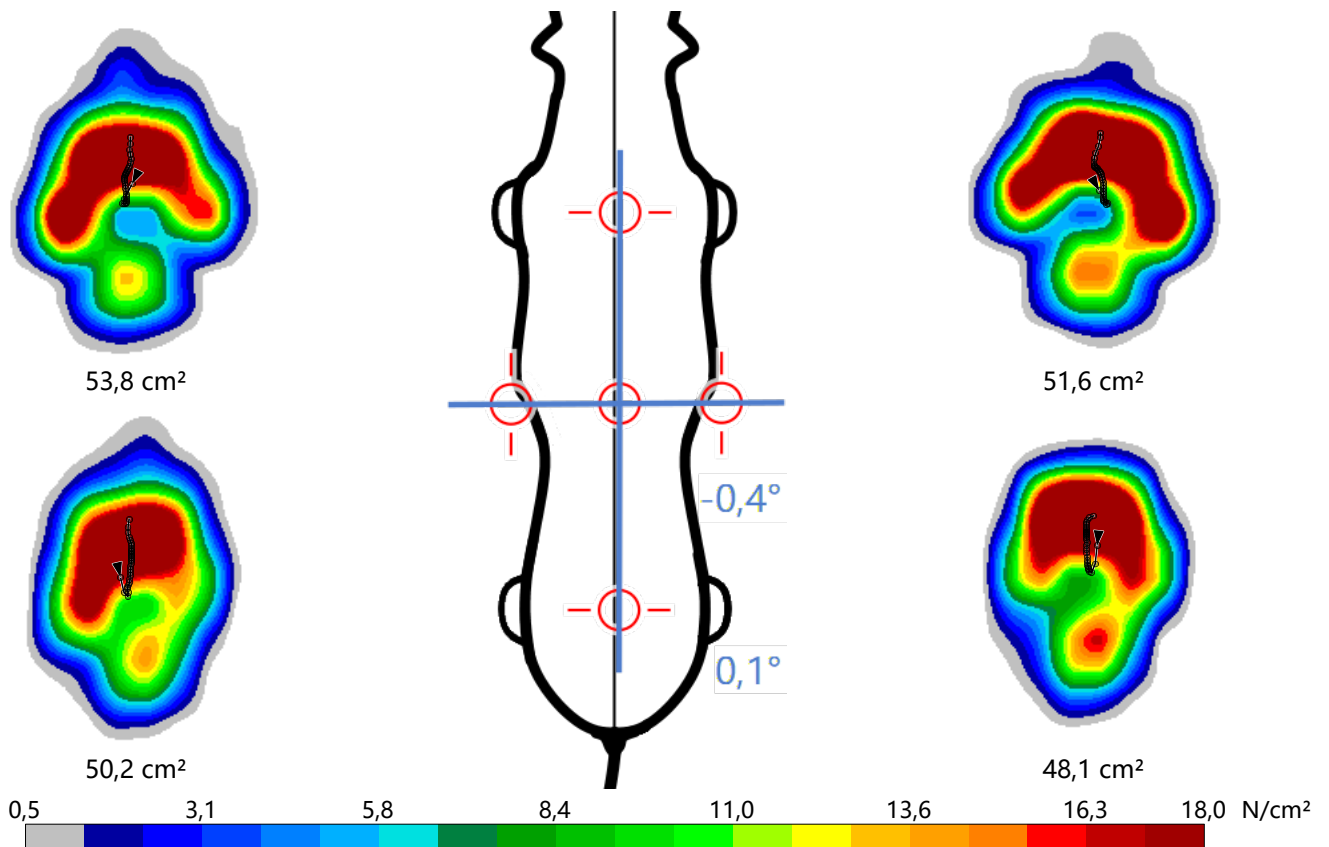 53,8 cm²
51,6 cm²
-0,4°
0,1°
50,2 cm²
48,1 cm²
0,5 3,1 5,8 8,4 11,0 13,6 16,3 18,0 N/cm²